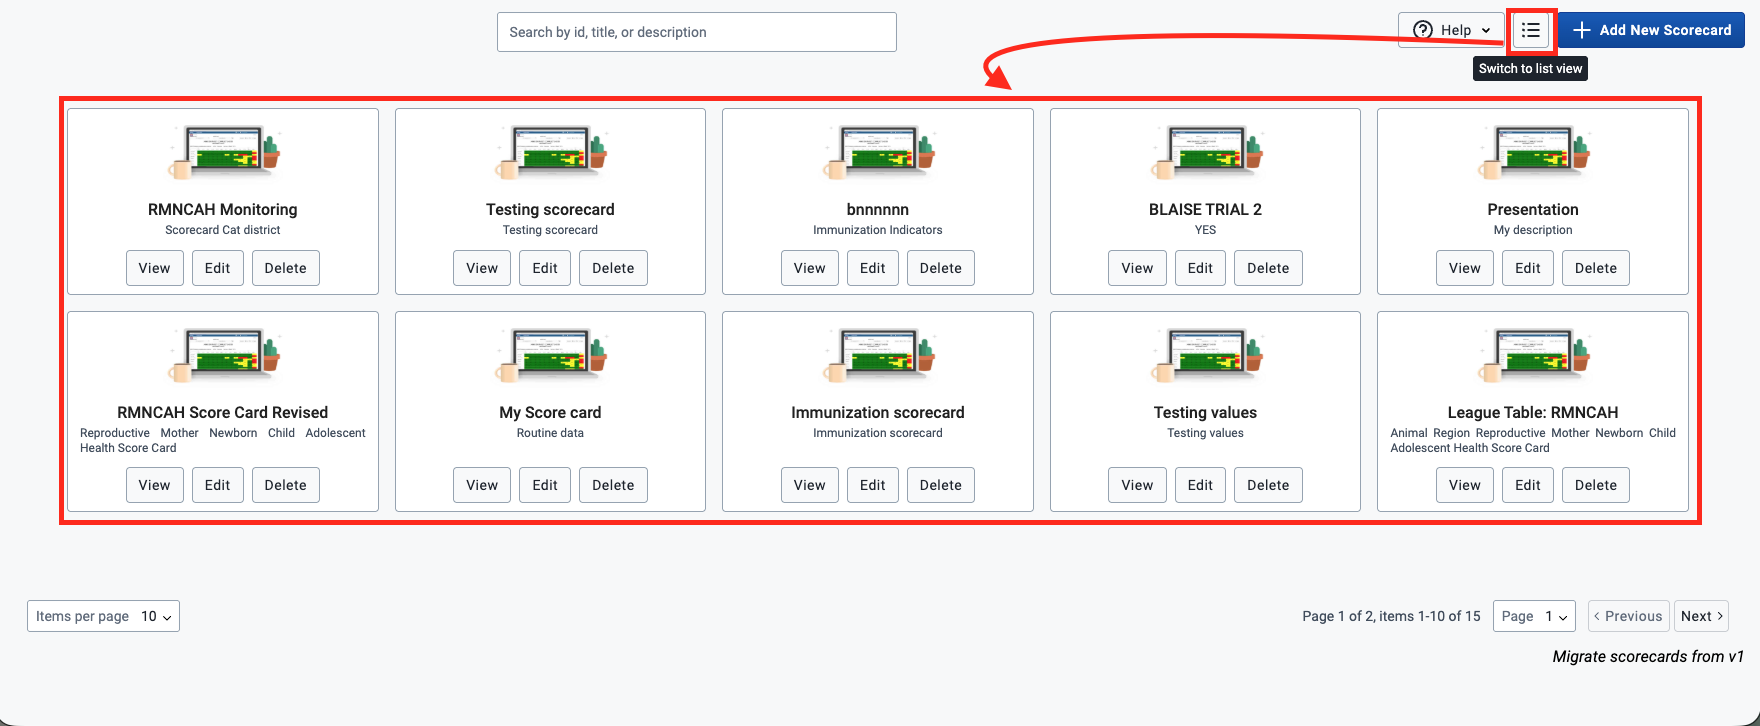 Search by id, title, or description
Help
Add New Scorecard
Switch to list view
RMNCAH Monitoring
Scorecard Cat district
View Edit Delete
Testing scorecard
Testing scorecard
View Edit Delete
bnnnnnn
Immunization Indicators
View Edit Delete
BLAISE TRIAL 2
YES
View Edit Delete
Presentation
My description
View Edit Delete
RMNCAH Score Card Revised
Reproductive Mother Newborn Child Adolescent
Health Score Card
View Edit Delete
My Score card
Routine data
View Edit Delete
Immunization scorecard
Immunization scorecard
View Edit Delete
Testing values
Testing values
View Edit Delete
League Table: RMNCAH
Animal Region Reproductive Mother Newborn Child
Adolescent Health Score Card
View Edit Delete
Items per page 10
Page 1 of 2, items 1-10 of 15
Page 1
Previous
Next
Migrate scorecards from v1